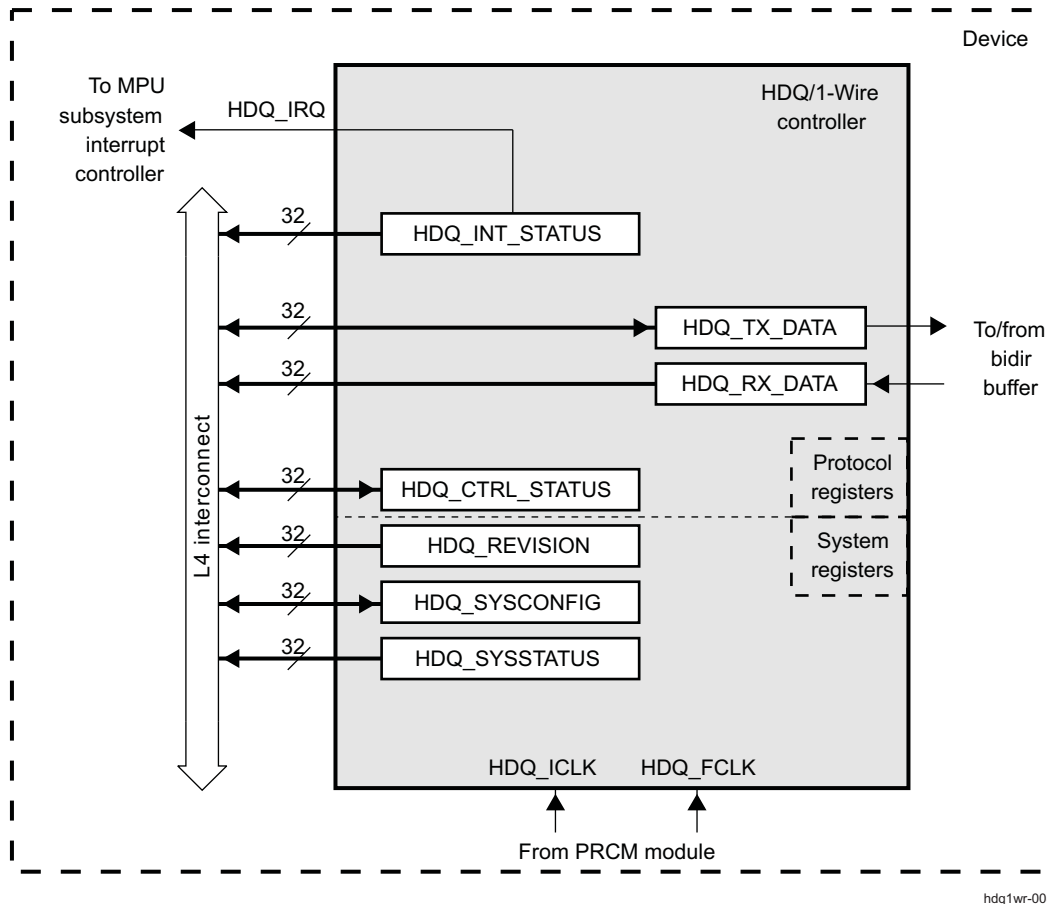 Device
To MPU
subsystem
interrupt
controller
HDQ_IRQ
HDQ/1-Wire
controller
32
HDQ_INT_STATUS
32
HDQ_TX_DATA
To/from
bidir
buffer
32
HDQ_RX_DATA
L4 interconnect
Protocol
registers
32
HDQ_CTRL_STATUS
32
HDQ_REVISION
System
registers
32
HDQ_SYSCONFIG
32
HDQ_SYSSTATUS
HDQ_ICLK
HDQ_FCLK
From PRCM module
hdq1wr-00